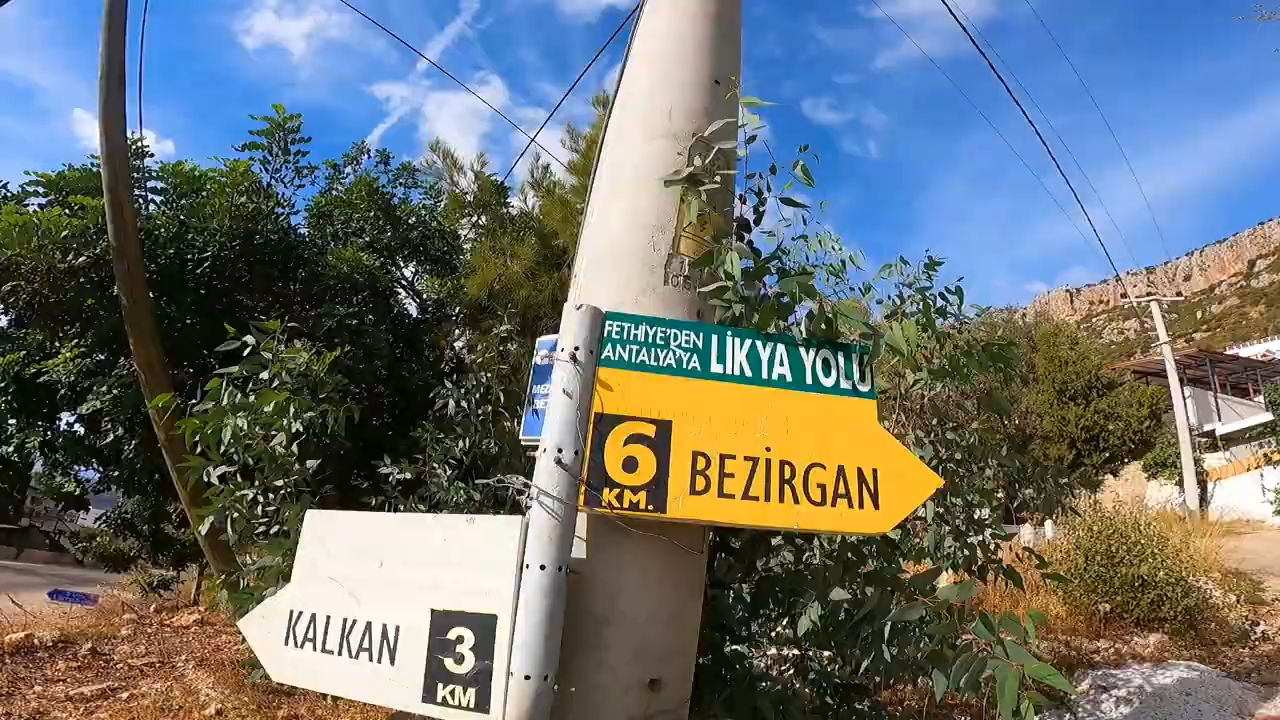 FETHİYE'DEN
ANTALYA'YA
LİKYA YOLU
6
KM.
BEZİRGAN
KALKAN
3
KM